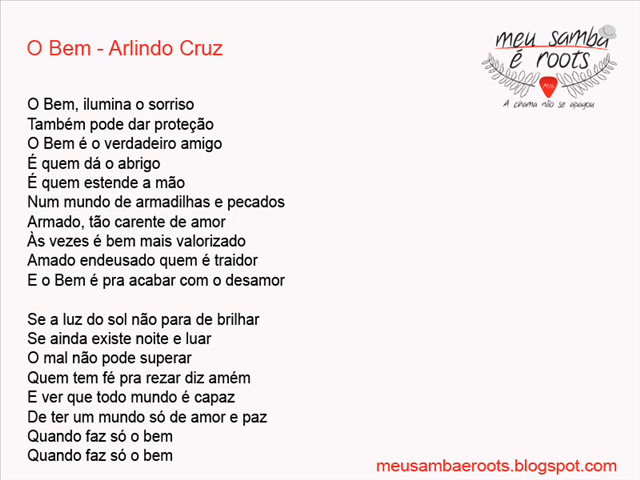 O Bem - Arlindo Cruz
meu samba
é roots
A chama não se apagou
O Bem, ilumina o sorriso
Também pode dar proteção
O Bem é o verdadeiro amigo
É quem dá o abrigo
É quem estende a mão
Num mundo de armadilhas e pecados
Armado, tão carente de amor
Às vezes é bem mais valorizado
Amado endeusado quem é traidor
E o Bem é pra acabar com o desamor
Se a luz do sol não para de brilhar
Se ainda existe noite e luar
O mal não pode superar
Quem tem fé pra rezar diz amém
E ver que todo mundo é capaz
De ter um mundo só de amor e paz
Quando faz só o bem
Quando faz só o bem
meusambaeroots.blogspot.com